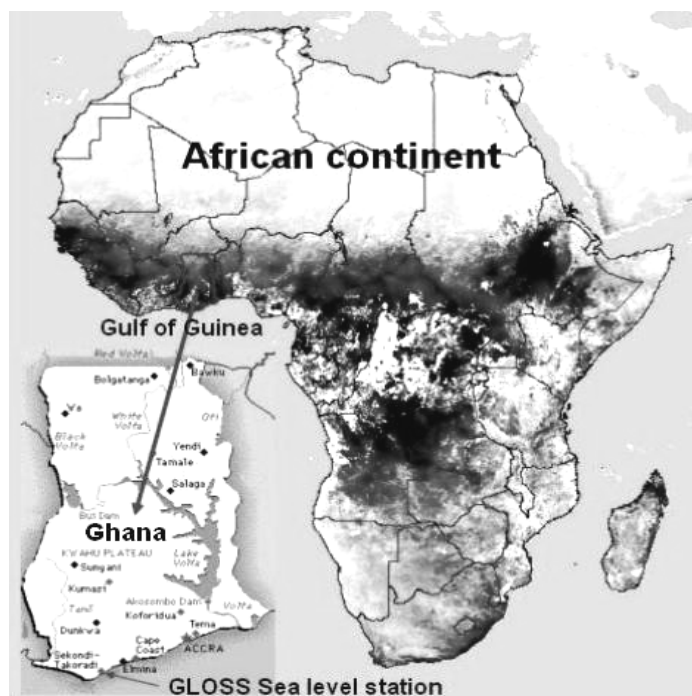 African continent
Gulf of Guinea
Red Volta
Bawku
Bolgatanga
Wa
White
Volta
Oti
Black
Volta
Yendi
Tamale
Salaga
Bui Dam
Ghana
KWAHU PLATEAU
Lake
Volta
Sunyani
Kumasi
Tano
Akosombo Dam
Volta
Koforidua
Dunkwa
Tema
Cape
Coast
ACCRA
Sekondi-
Takoradi
Elmina
GLOSS Sea level station